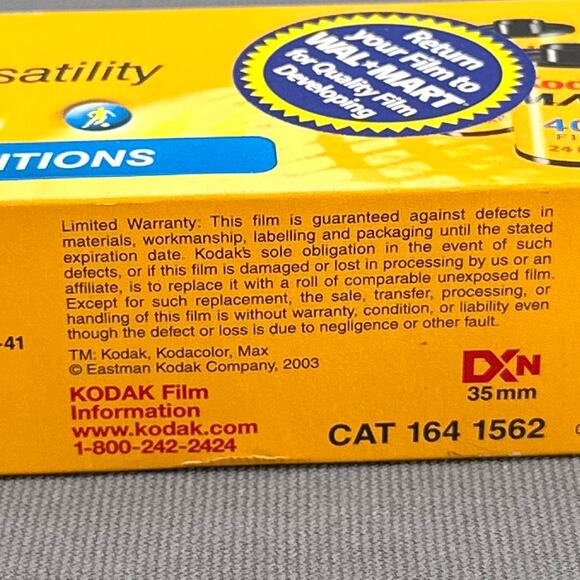 satility
ITIONS
Return
your Film to
WAL★MART
for Quality Film
Developing
Limited Warranty: This film is guaranteed against defects in
materials, workmanship, labelling and packaging until the stated
expiration date. Kodak's sole obligation in the event of such
defects, or if this film is damaged or lost in processing by us or an
affiliate, is to replace it with a roll of comparable unexposed film.
Except for such replacement, the sale, transfer, processing, or
handling of this film is without warranty, condition, or liability even
though the defect or loss is due to negligence or other fault.
-41
TM: Kodak, Kodacolor, Max
© Eastman Kodak Company, 2003
KODAK Film
Information
www.kodak.com
1-800-242-2424
DXN
35 mm
CAT 164 1562